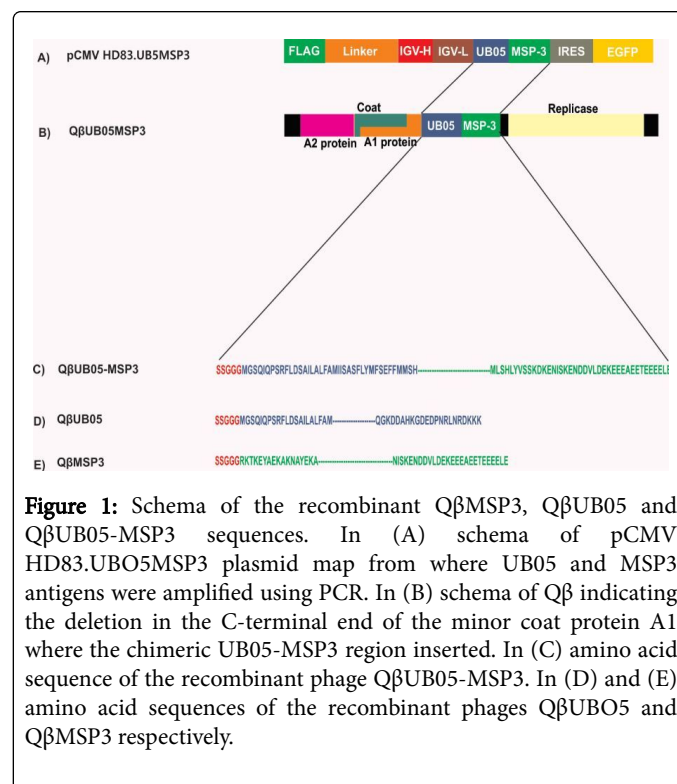 A) pCMV HD83.UB5MSP3 FLAG Linker IGV-H IGV-L UB05 MSP-3 IRES EGFP
Coat Replicase
B) QβUB05MSP3 UB05 MSP-3
A2 protein A1 protein
C) QβUB05-MSP3 SSGGGMGSQIQPSRFLDSAILALFAMIISASFLYMFSEFFMMSH---------------------------MLSHLYVSSKDKENISKENDDVLDEKEEEAEETEEEELE
D) QβUB05 SSGGGMGSQIQPSRFLDSAILALFAM----------------QGKDDAHKGDEDPNRLNRDKKK
E) QβMSP3 SSGGGRKTKEYAEKAKNAYEKA----------------------------NISKENDDVLDEKEEEAEETEEEELE
Figure 1: Schema of the recombinant QβMSP3, QβUB05 and
QβUB05-MSP3 sequences. In (A) schema of pCMV
HD83.UBO5MSP3 plasmid map from where UB05 and MSP3
antigens were amplified using PCR. In (B) schema of Qβ indicating
the deletion in the C-terminal end of the minor coat protein A1
where the chimeric UB05-MSP3 region inserted. In (C) amino acid
sequence of the recombinant phage QβUB05-MSP3. In (D) and (E)
amino acid sequences of the recombinant phages QβUBO5 and
QβMSP3 respectively.